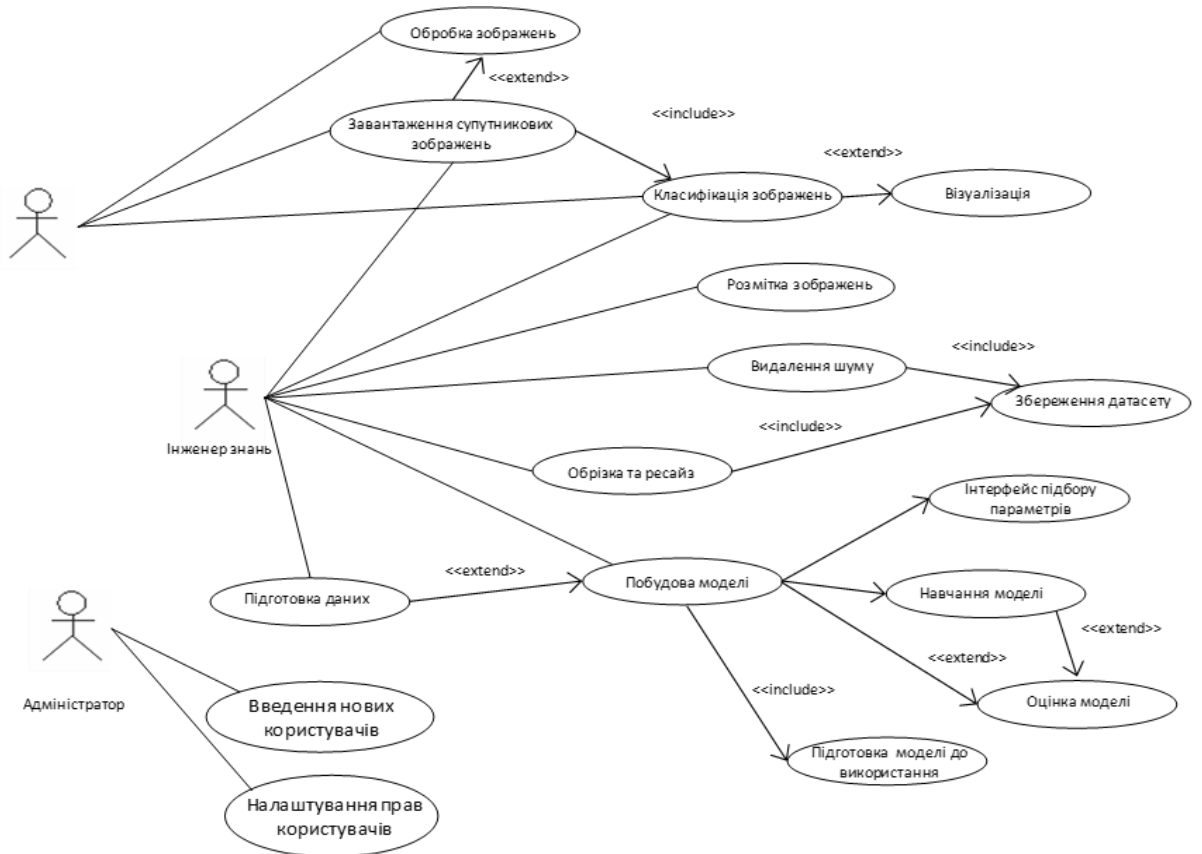 Обробка зображень
<<extend>>
Завантаження супутникових
зображень
<<include>>
<<extend>>
Класифікація зображень
Візуалізація
Розмітка зображень
<<include>>
Видалення шуму
Збереження датасету
<<include>>
Інженер знань
Обрізка та ресайз
Інтерфейс підбору
параметрів
<<extend>>
Побудова моделі
Підготовка даних
Навчання моделі
<<extend>>
<<extend>>
<<include>>
Адміністратор
Оцінка моделі
Введення нових
користувачів
Підготовка моделі до
використання
Налаштування прав
користувачів